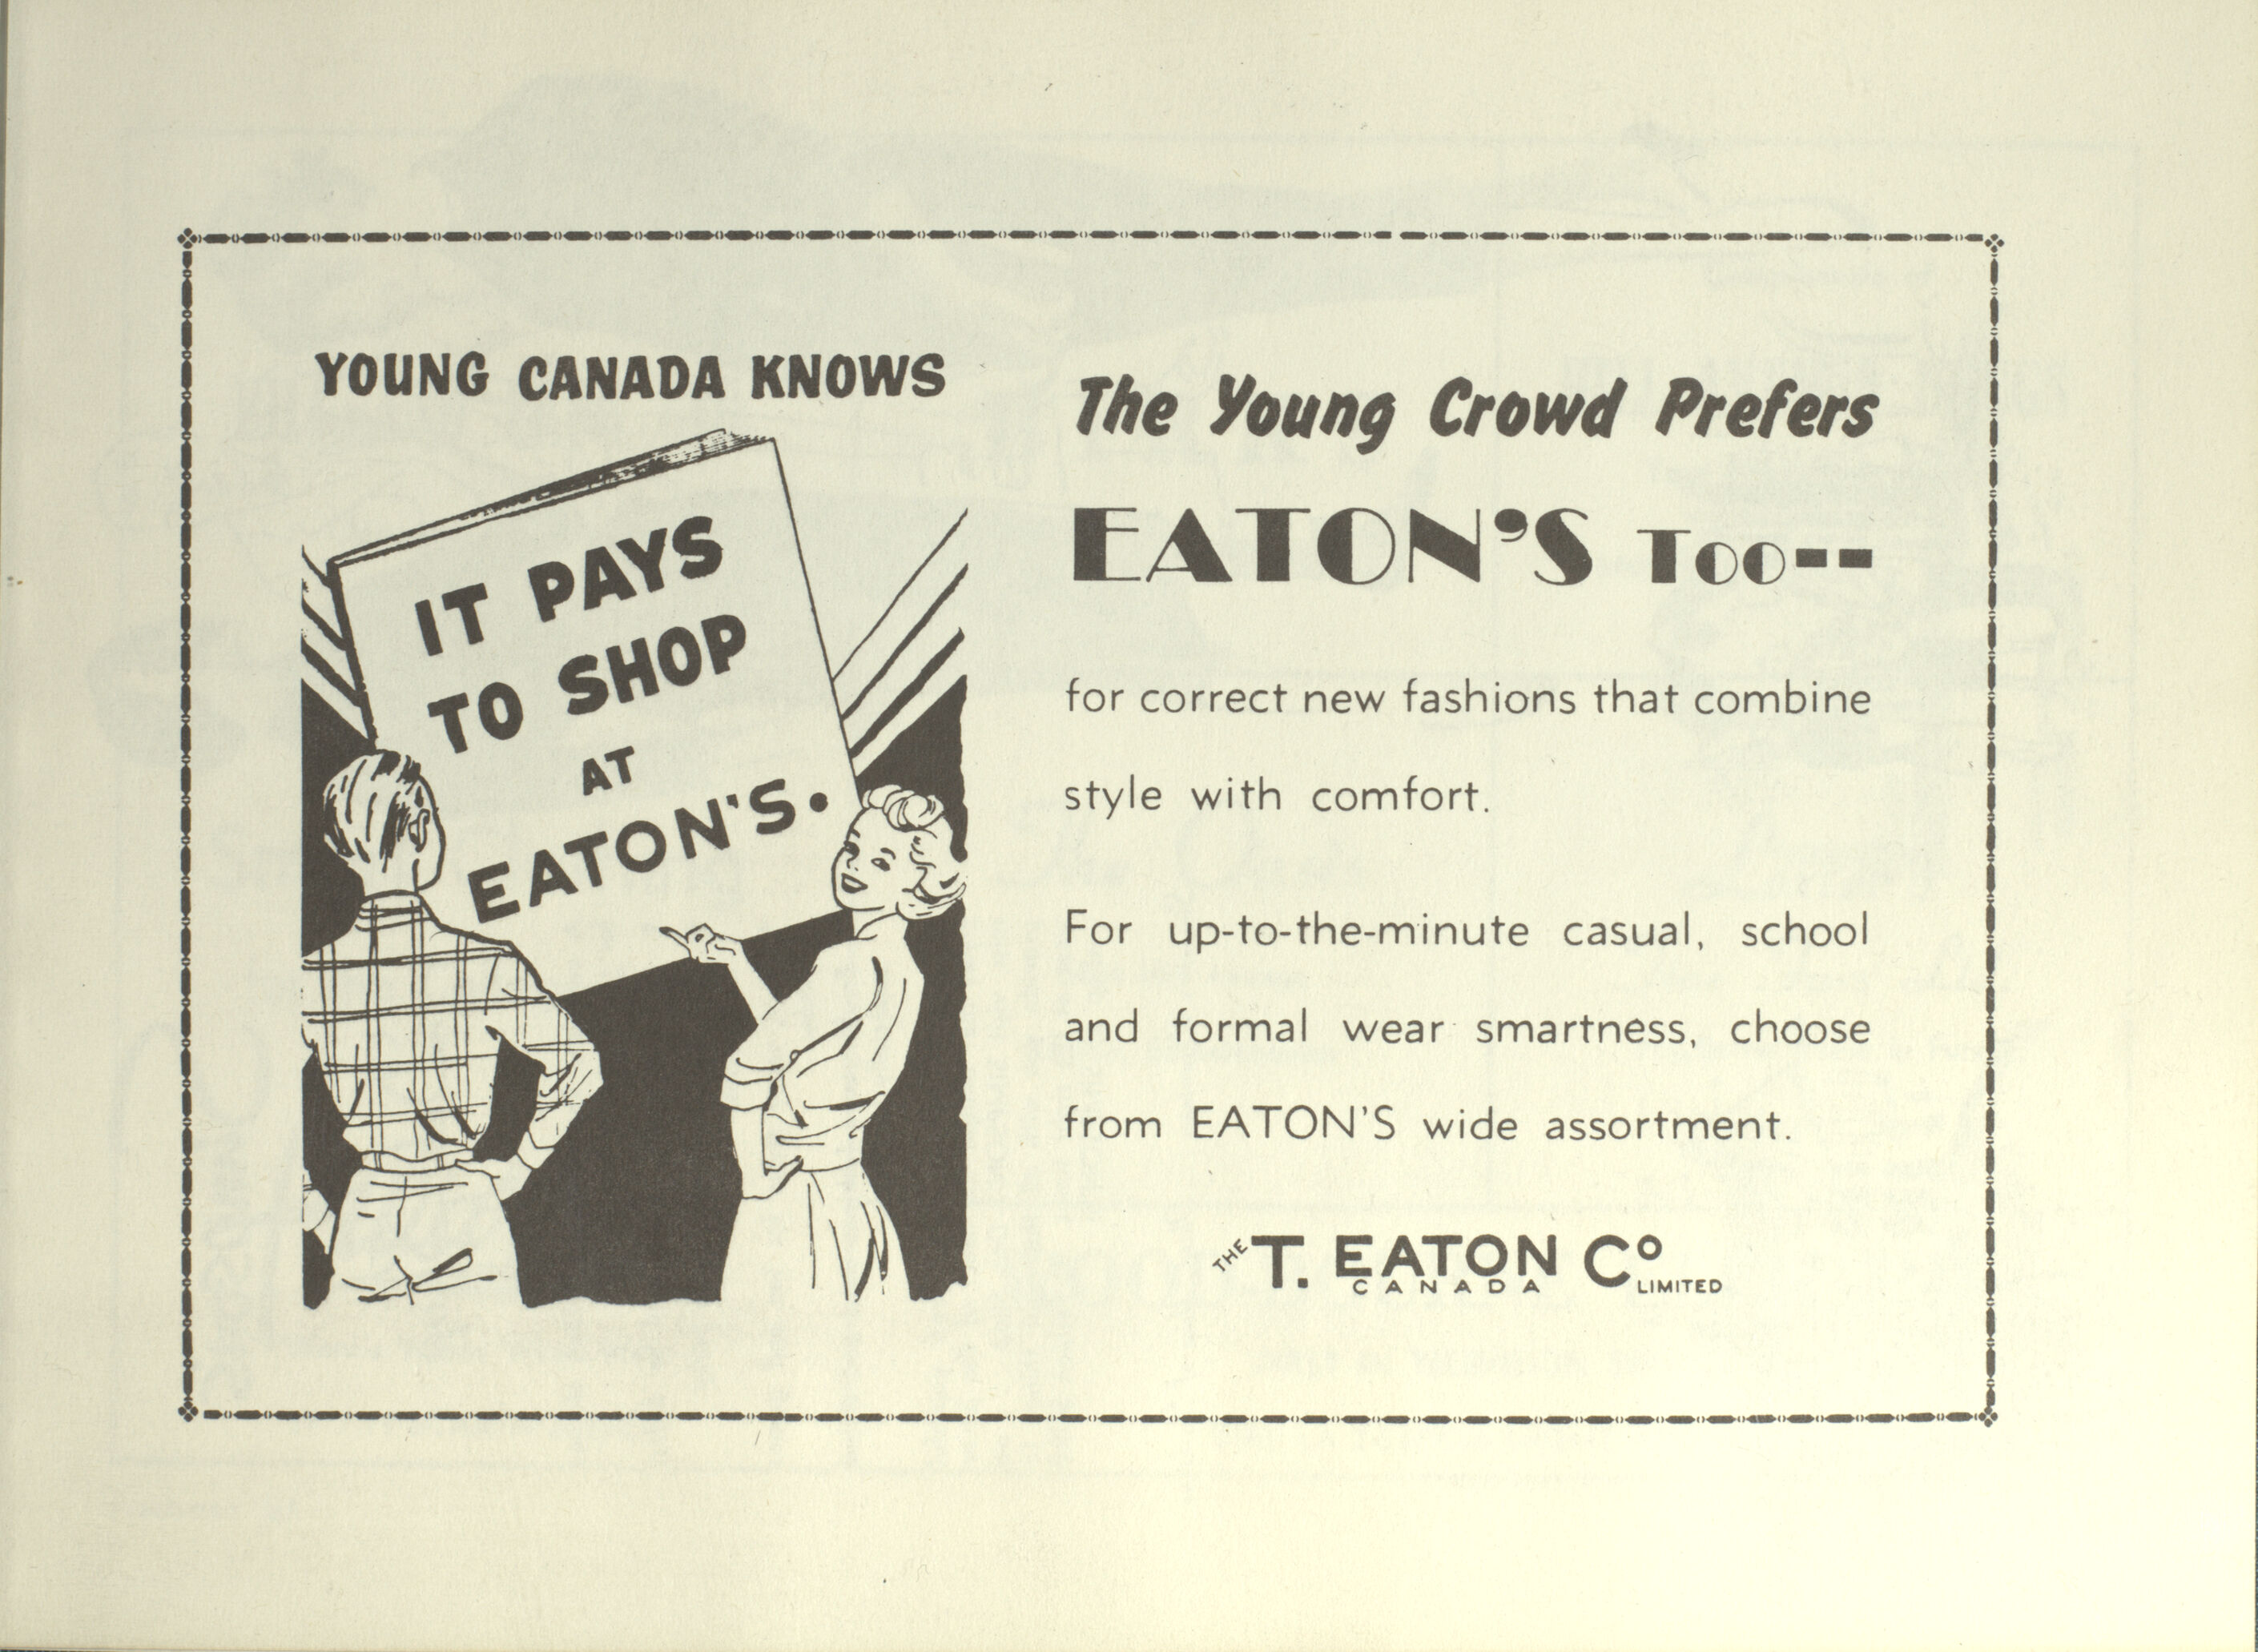 YOUNG CANADA KNOWS
IT PAYS
TO SHOP
AT
EATON'S.
The Young Crowd Prefers
EATON'S Too--
for correct new fashions that combine
style with comfort.
For up-to-the-minute casual, school
and formal wear smartness, choose
from EATON'S wide assortment.
THE T. EATON Co
CANADA LIMITED